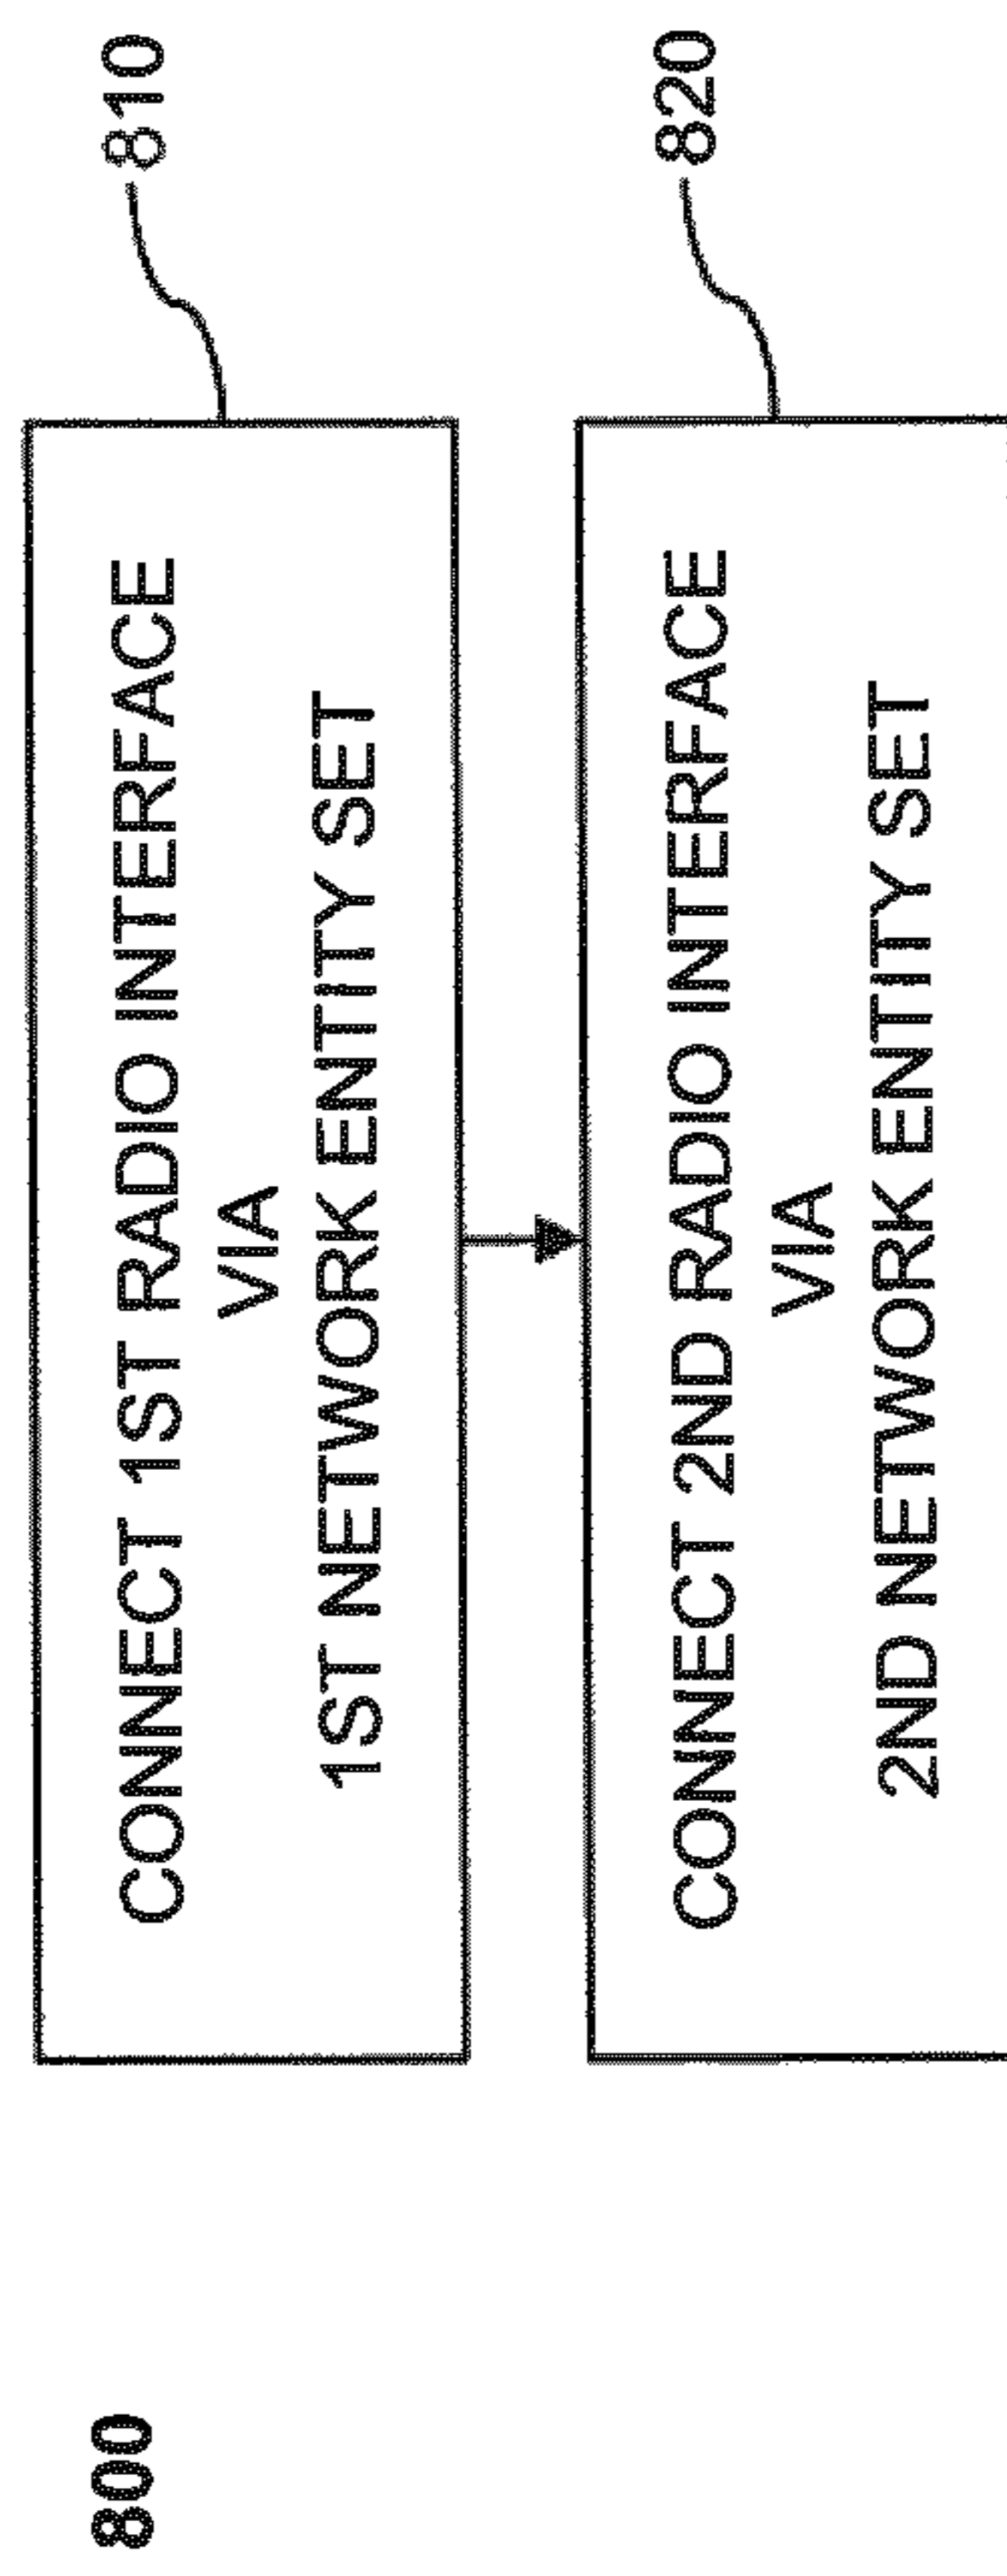 800
CONNECT 1ST RADIO INTERFACE
VIA
1ST NETWORK ENTITY SET
810
CONNECT 2ND RADIO INTERFACE
VIA
2ND NETWORK ENTITY SET
820